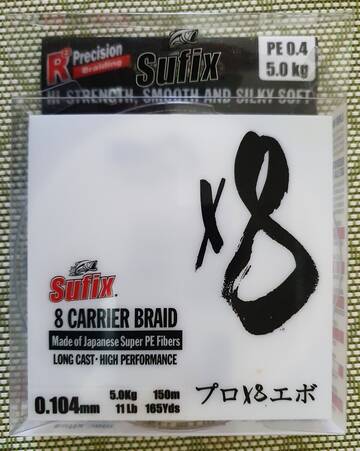 R2 Precision Braiding
Sufix
PE 0.4
5.0 kg
HI-STRENGTH, SMOOTH AND SILKY SOFT
x8
Sufix
8 CARRIER BRAID
Made of Japanese Super PE Fibers
LONG CAST · HIGH PERFORMANCE
0.104mm 5.0Kg 150m
11 Lb 165Yds
プロX8エボ